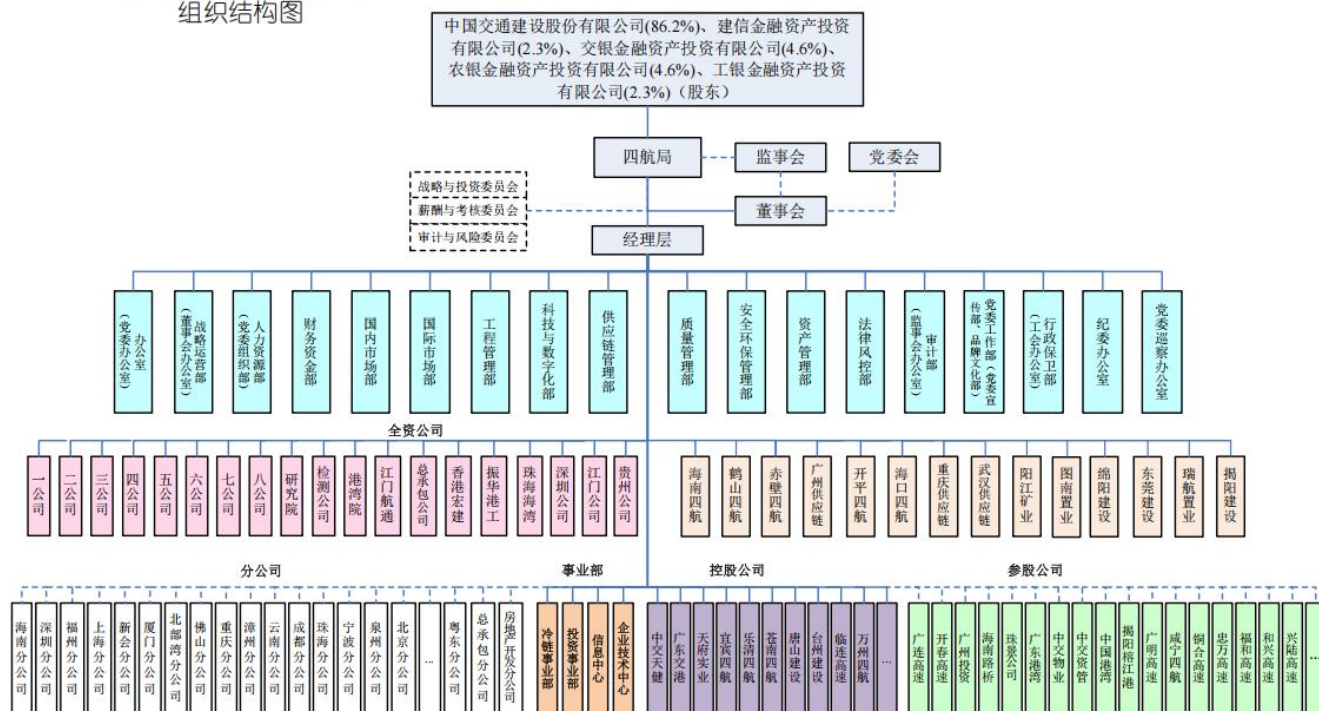 组织结构图
中国交通建设股份有限公司(86.2%)、建信金融资产投资
有限公司(2.3%)、交银金融资产投资有限公司(4.6%)、
农银金融资产投资有限公司(4.6%)、工银金融资产投资
有限公司(2.3%)（股东）
四航局
监事会
党委会
战略与投资委员会
薪酬与考核委员会
审计与风险委员会
董事会
经理层
办公室
（党委办公室）
战略运营部
（董事会办公室）
人力资源部
（党委组织部）
财务资金部
国内市场部
国际市场部
工程管理部
科技与数字化部
供应链管理部
质量管理部
安全环保管理部
资产管理部
法律风控部
审计部
（监事会办公室）
党委工作部（党委宣
传部、品牌文化部）
行政保卫部
（工会办公室）
纪委办公室
党委巡察办公室
全资公司
一公司
二公司
三公司
四公司
五公司
六公司
七公司
八公司
研究院
检测公司
港湾院
江门航通
总承包公司
香港宏建
振华港工
珠海海湾
深圳公司
江门公司
贵州公司
海南四航
鹤山四航
赤壁四航
广州供应链
开平四航
海口四航
重庆供应链
武汉供应链
阳江矿业
图南置业
绵阳建设
东莞建设
瑞航置业
揭阳建设
分公司
事业部
控股公司
参股公司
海南分公司
深圳分公司
福州分公司
上海分公司
新会分公司
厦门分公司
北部湾分公司
佛山分公司
重庆分公司
漳州分公司
云南分公司
成都分公司
珠海分公司
宁波分公司
泉州分公司
北京分公司
…
粤东分公司
总承包分公司
房地产开发分公司
冷链事业部
投资事业部
信息中心
企业技术中心
中交天健
广东交港
天府实业
宜宾四航
乐清四航
苍南四航
唐山建设
台州建设
临连高速
万州四航
…
广连高速
开春高速
广州投资
海南路桥
珠景公司
广东港湾
中交物业
中交资管
中国港湾
揭阳榕江港
广明高速
咸宁四航
铜合高速
忠万高速
福和高速
和兴高速
兴陆高速
…